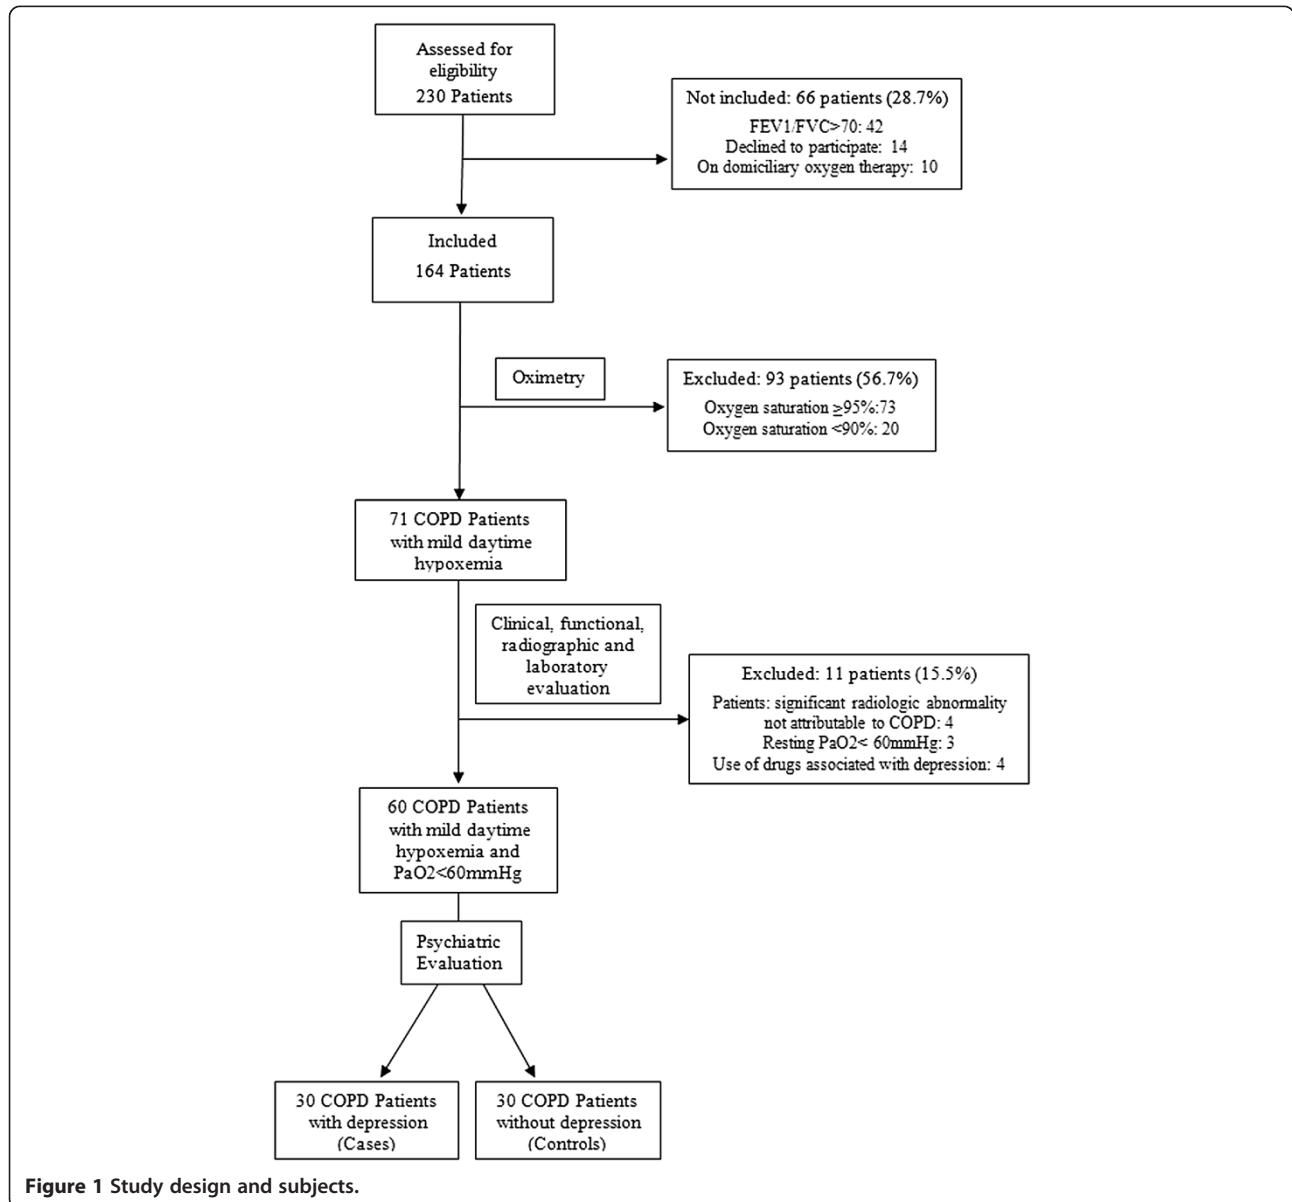 Assessed for
eligibility
230 Patients
Not included: 66 patients (28.7%)
FEV1/FVC>70: 42
Declined to participate: 14
On domiciliary oxygen therapy: 10
Included
164 Patients
Oximetry
Excluded: 93 patients (56.7%)
Oxygen saturation ≥95%:73
Oxygen saturation <90%: 20
71 COPD Patients
with mild daytime
hypoxemia
Clinical, functional,
radiographic and
laboratory
evaluation
Excluded: 11 patients (15.5%)
Patients: significant radiologic abnormality
not attributable to COPD: 4
Resting PaO2< 60mmHg: 3
Use of drugs associated with depression: 4
60 COPD Patients
with mild daytime
hypoxemia and
PaO2<60mmHg
Psychiatric
Evaluation
30 COPD Patients
with depression
(Cases)
30 COPD Patients
without depression
(Controls)
Figure 1 Study design and subjects.